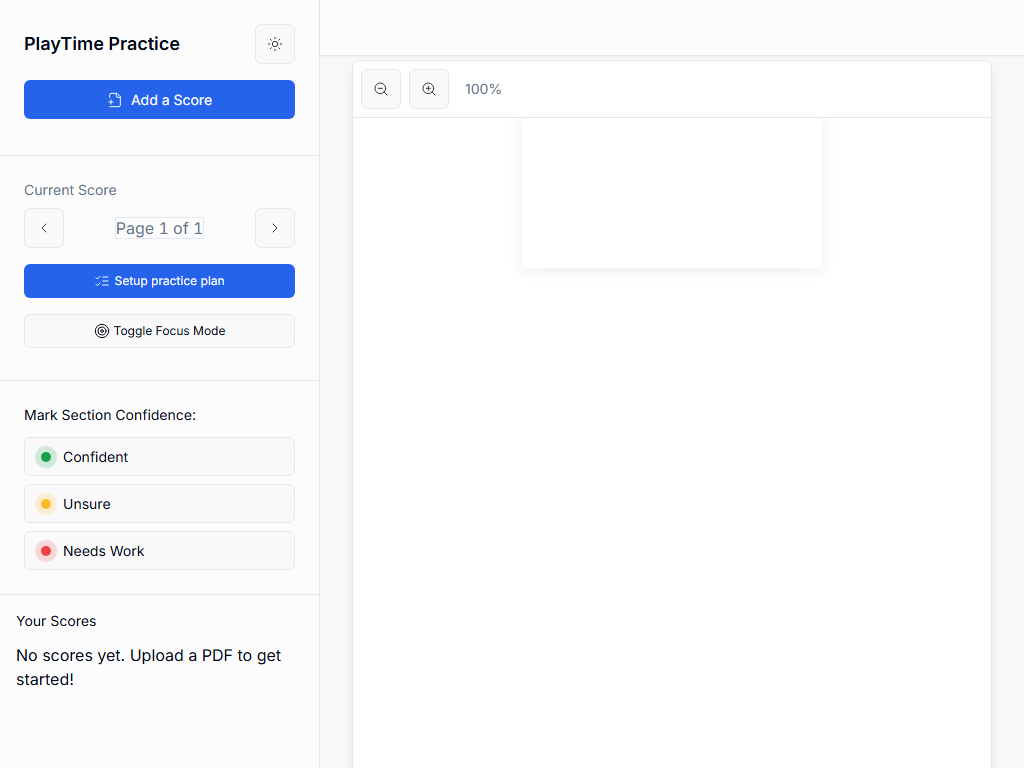 PlayTime Practice
Add a Score
Current Score
Page 1 of 1
Setup practice plan
Toggle Focus Mode
Mark Section Confidence:
Confident
Unsure
Needs Work
Your Scores
No scores yet. Upload a PDF to get
started!
100%